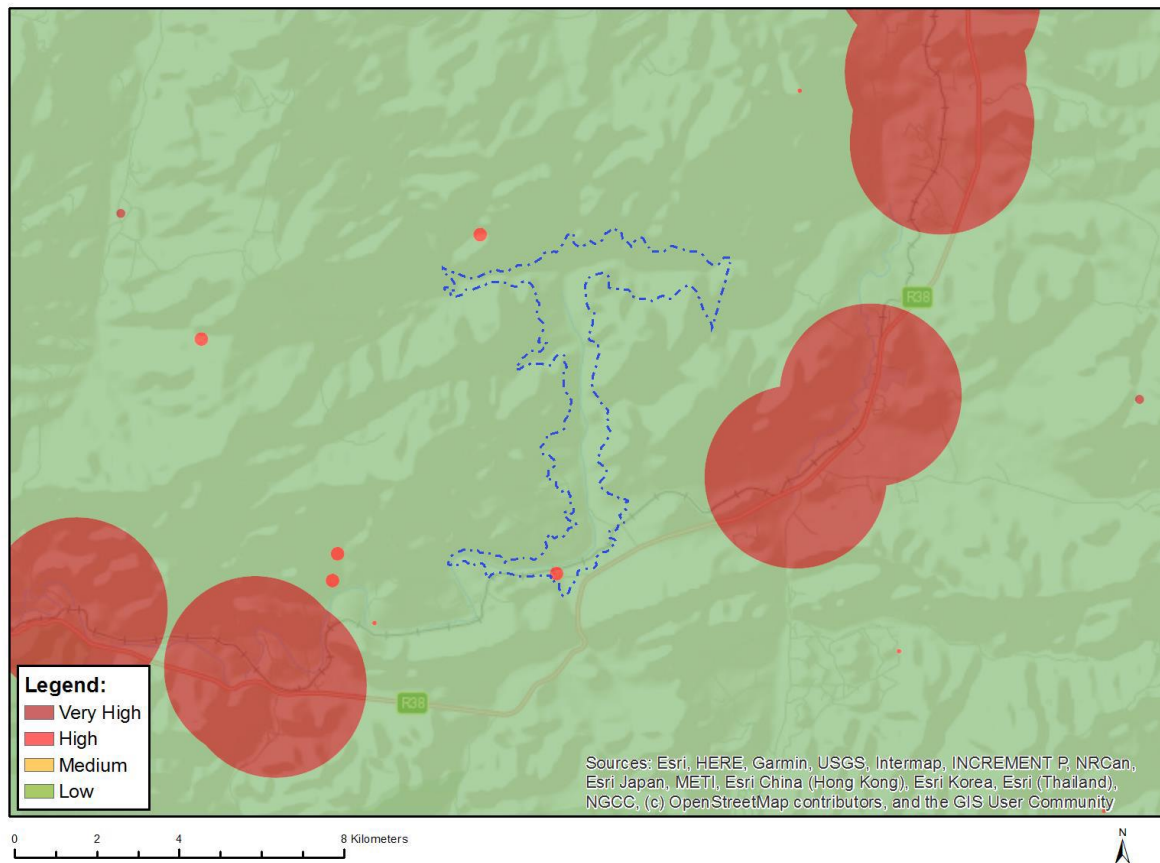 R38
R38
Legend:
Very High
High
Medium
Low
Sources: Esri, HERE, Garmin, USGS, Intermap, INCREMENT P, NRCan,
Esri Japan, METI, Esri China (Hong Kong), Esri Korea, Esri (Thailand),
NGCC, (c) OpenStreetMap contributors, and the GIS User Community
0 2 4 8 Kilometers
N